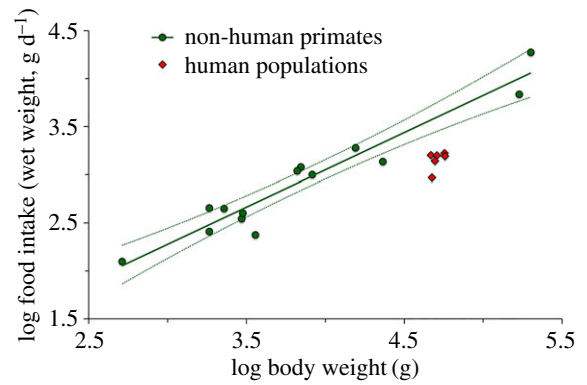 4.5
non-human primates
human populations
3.5
2.5
1.5
2.5 3.5 4.5 5.5
log body weight (g)
log food intake (wet weight, g d⁻¹)